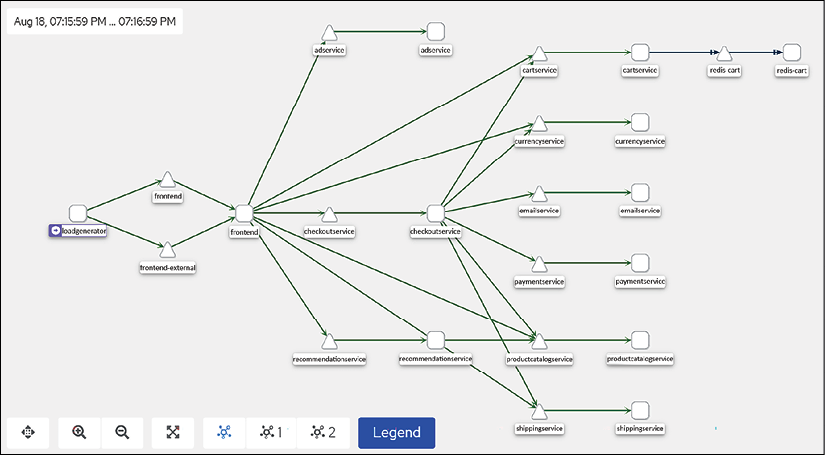 Aug 18, 07:15:59 PM ... 07:16:59 PM
adservice
adservice
cartservice
cartservice
redis cart
redis-cart
currencyservice
currencyservice
frontend
emailservice
emailservice
loadgenerator
frontend
checkoutservice
checkoutservice
frontend-external
paymentservice
paymentservice
recommendationservice
recommendationservice
productcatalogservice
productcatalogservice
shippingservice
shippingservice
1
2
Legend